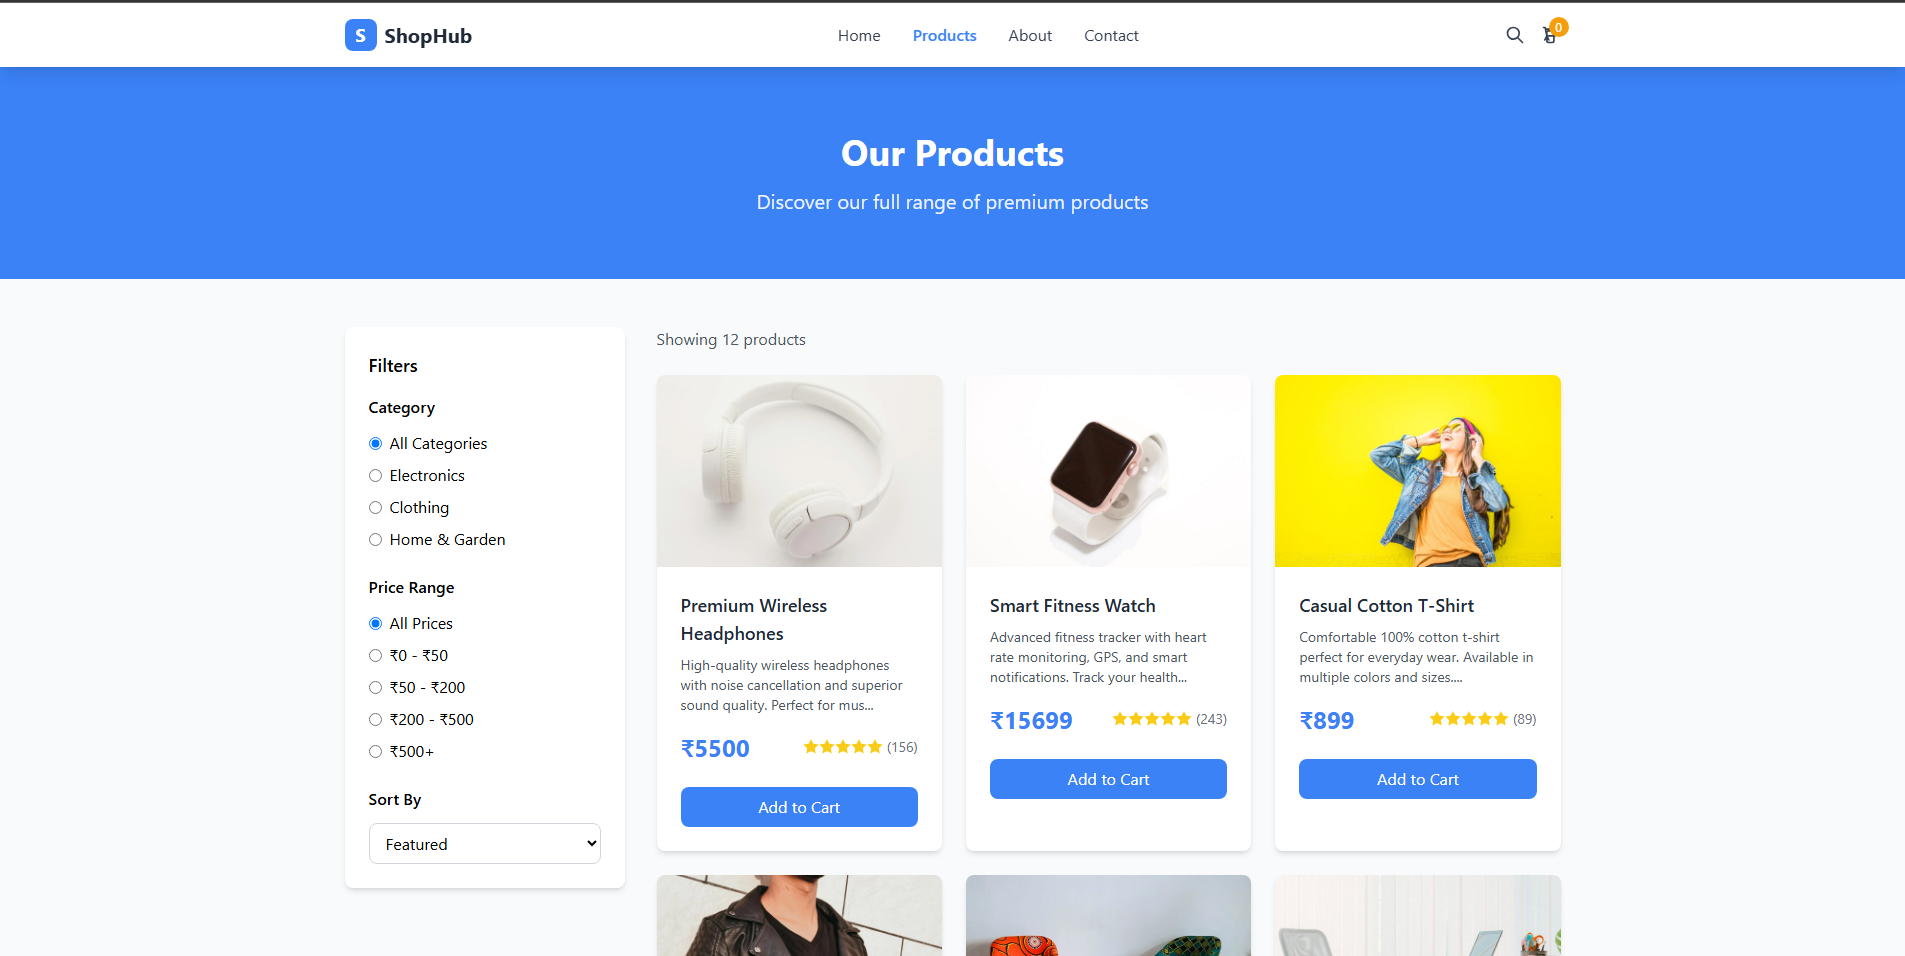 S ShopHub
Home
Products
About
Contact
0
Our Products
Discover our full range of premium products
Filters
Category
All Categories
Electronics
Clothing
Home & Garden
Price Range
All Prices
₹0 - ₹50
₹50 - ₹200
₹200 - ₹500
₹500+
Sort By
Featured
Showing 12 products
Premium Wireless
Headphones
High-quality wireless headphones
with noise cancellation and superior
sound quality. Perfect for mus...
₹5500
(156)
Add to Cart
Smart Fitness Watch
Advanced fitness tracker with heart
rate monitoring, GPS, and smart
notifications. Track your health...
₹15699
(243)
Add to Cart
Casual Cotton T-Shirt
Comfortable 100% cotton t-shirt
perfect for everyday wear. Available in
multiple colors and sizes....
₹899
(89)
Add to Cart